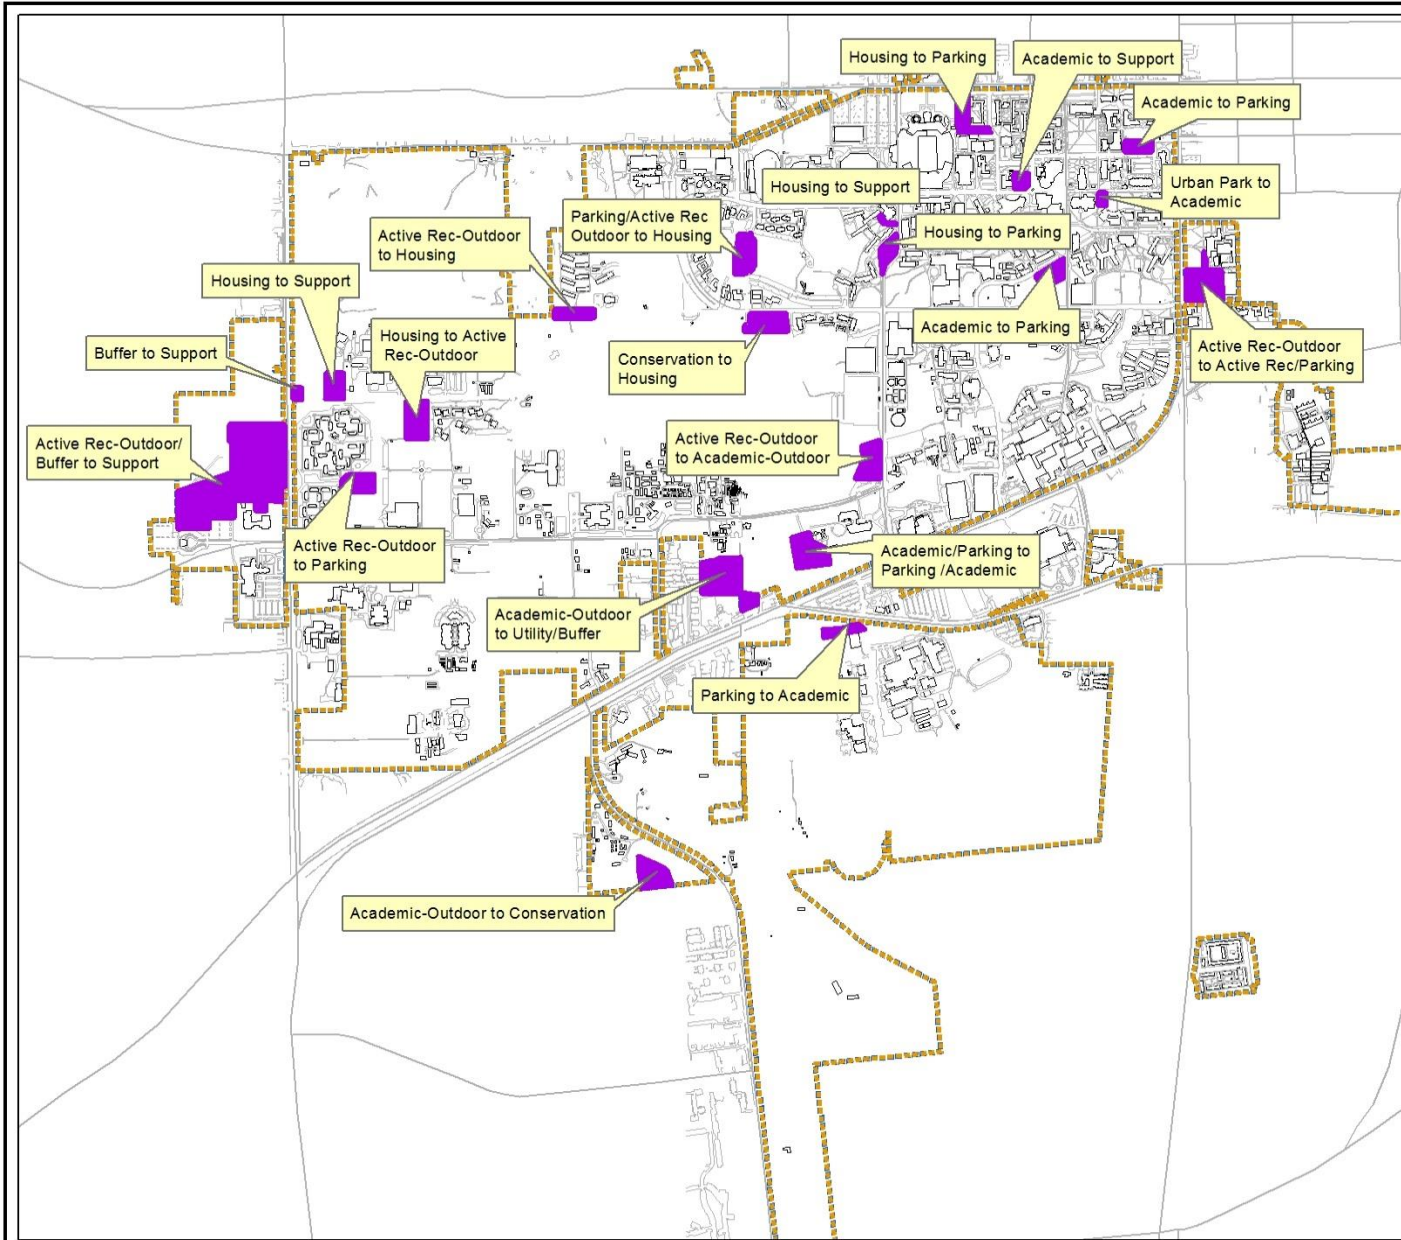 Housing to Parking
Academic to Support
Academic to Parking
Housing to Support
Urban Park to
Academic
Parking/Active Rec
Outdoor to Housing
Active Rec-Outdoor
to Housing
Housing to Parking
Housing to Support
Academic to Parking
Housing to Active
Rec-Outdoor
Buffer to Support
Conservation to
Housing
Active Rec-Outdoor
to Active Rec/Parking
Active Rec-Outdoor/
Buffer to Support
Active Rec-Outdoor
to Academic-Outdoor
Active Rec-Outdoor
to Parking
Academic/Parking to
Parking /Academic
Academic-Outdoor
to Utility/Buffer
Parking to Academic
Academic-Outdoor to Conservation